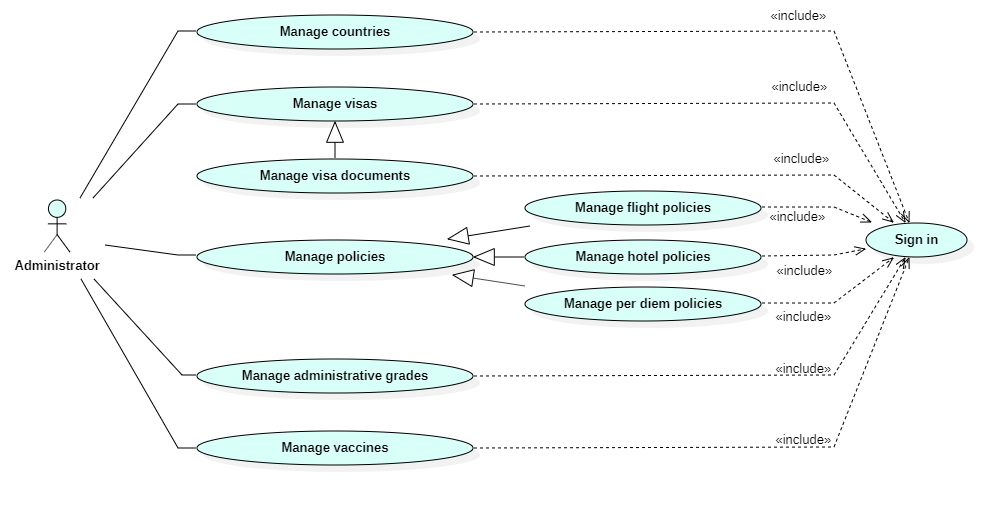 «include»
Manage countries
«include»
Manage visas
«include»
Manage visa documents
Manage flight policies
«include»
Sign in
Administrator
Manage policies
Manage hotel policies
«include»
Manage per diem policies
«include»
«include»
Manage administrative grades
«include»
Manage vaccines